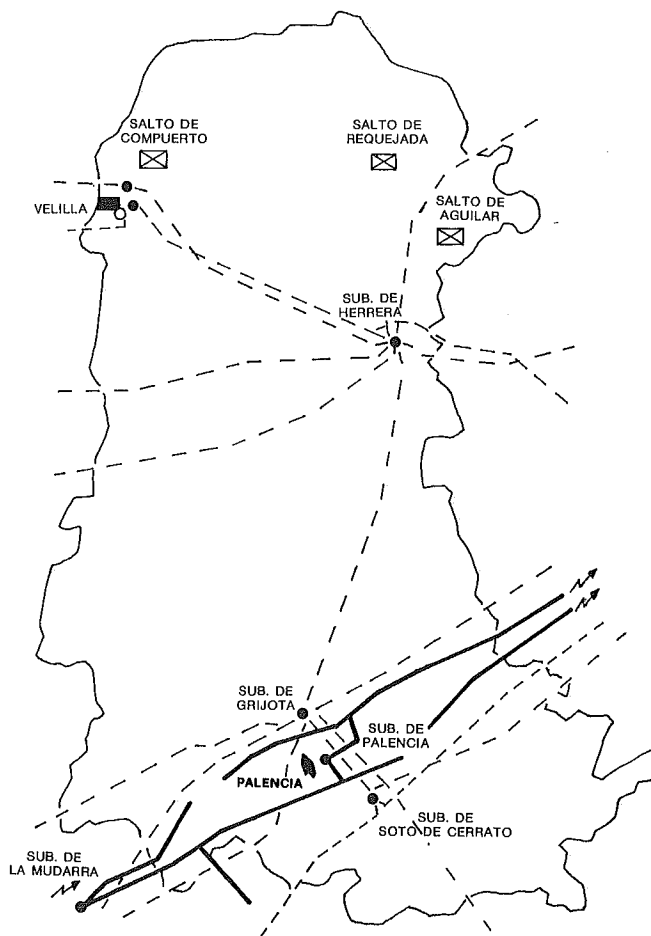 SALTO DE
COMPUERTO
SALTO DE
REQUEJADA
VELILLA
SALTO DE
AGUILAR
SUB. DE
HERRERA
SUB. DE
GRIJOTA
SUB. DE
PALENCIA
PALENCIA
SUB. DE
SOTO DE CERRATO
SUB. DE
LA MUDARRA